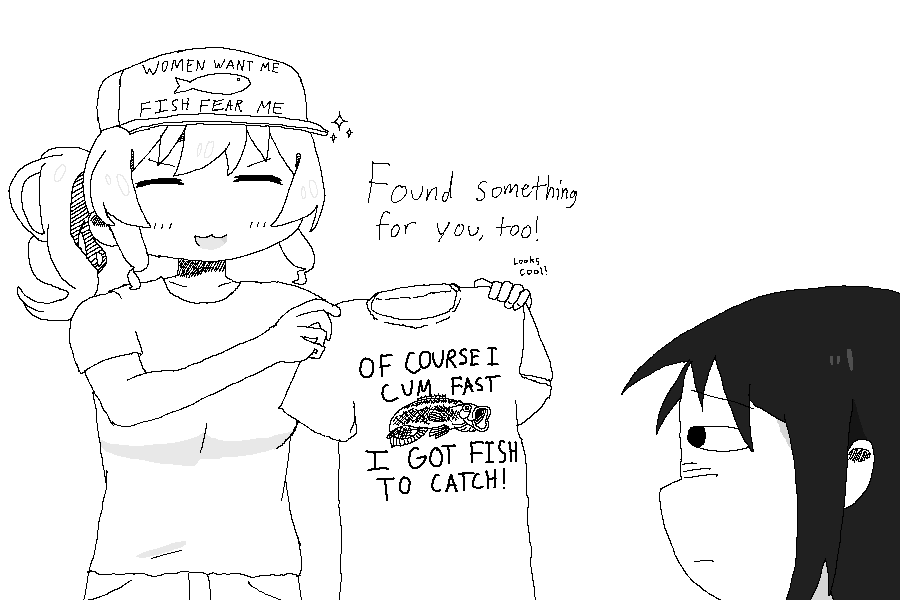 WOMEN WANT ME
FISH FEAR ME
Found something
for you, too!
Looks
cool!
OF COURSE I
CUM FAST
I GOT FISH
TO CATCH!